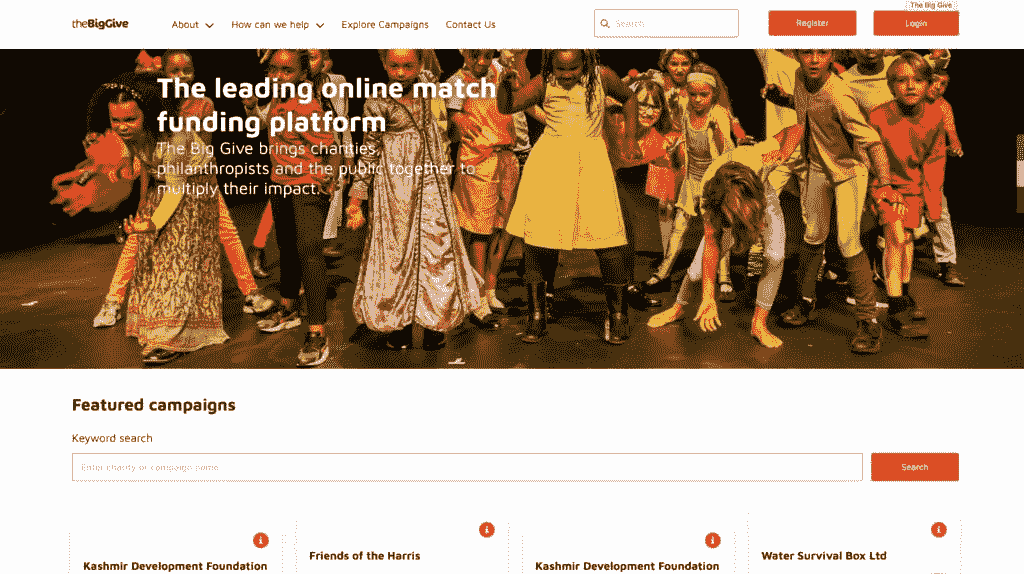 theBigGive
About
How can we help
Explore Campaigns
Contact Us
Search
Register
The Big Give
Login
The leading online match
funding platform
The Big Give brings charities,
philanthropists and the public together to
multiply their impact.
Featured campaigns
Keyword search
Enter charity or campaign name
Search
Kashmir Development Foundation
Friends of the Harris
Kashmir Development Foundation
Water Survival Box Ltd